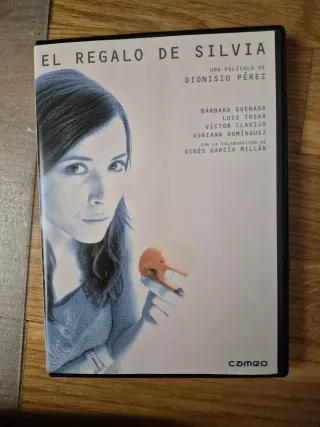 EL REGALO DE SILVIA
UNA PELÍCULA DE
DIONISIO PÉREZ
BÁRBARA GOENAGA
LUIS TOSAR
VÍCTOR CLAVIJO
ADRIANA DOMÍNGUEZ
CON LA COLABORACIÓN DE
GINÉS GARCÍA MILLÁN
cameo